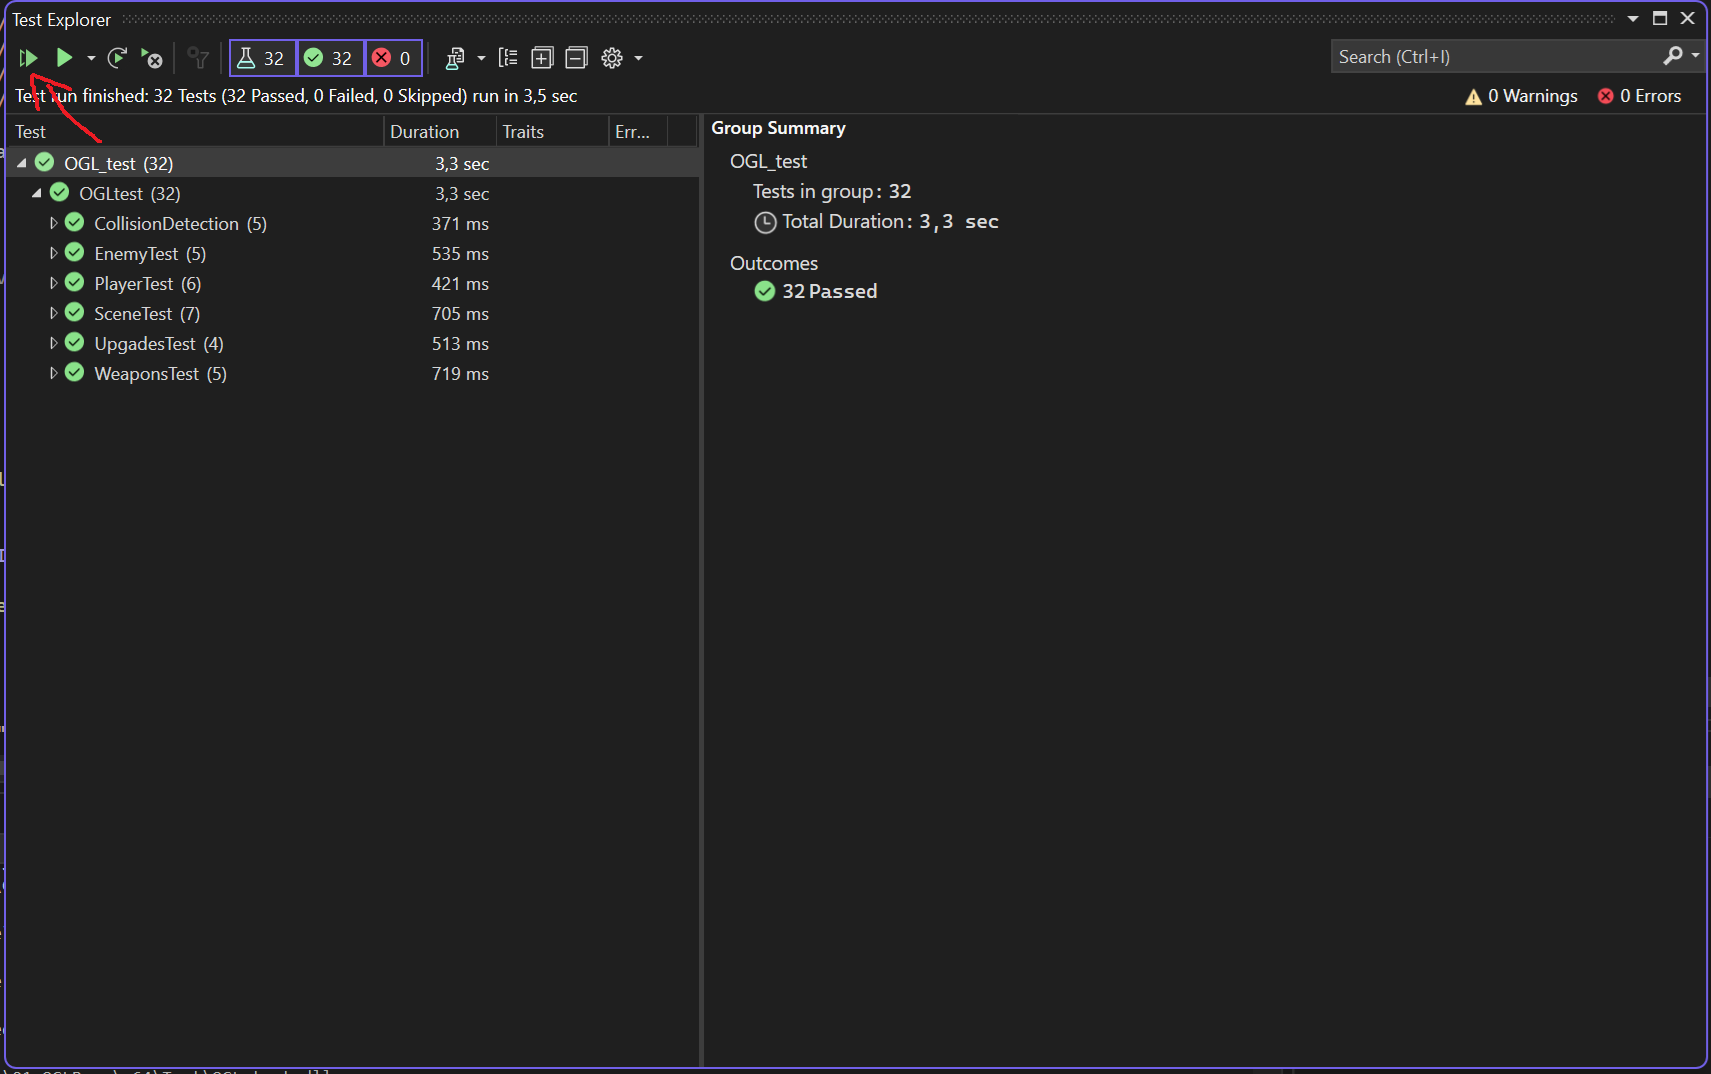 Test Explorer
32 32 0
Search (Ctrl+I)
Test run finished: 32 Tests (32 Passed, 0 Failed, 0 Skipped) run in 3,5 sec
0 Warnings 0 Errors
Test Duration Traits Err...
OGL_test (32) 3,3 sec
OGLtest (32) 3,3 sec
CollisionDetection (5) 371 ms
EnemyTest (5) 535 ms
PlayerTest (6) 421 ms
SceneTest (7) 705 ms
UpgadesTest (4) 513 ms
WeaponsTest (5) 719 ms
Group Summary
OGL_test
Tests in group: 32
Total Duration: 3,3 sec
Outcomes
32 Passed